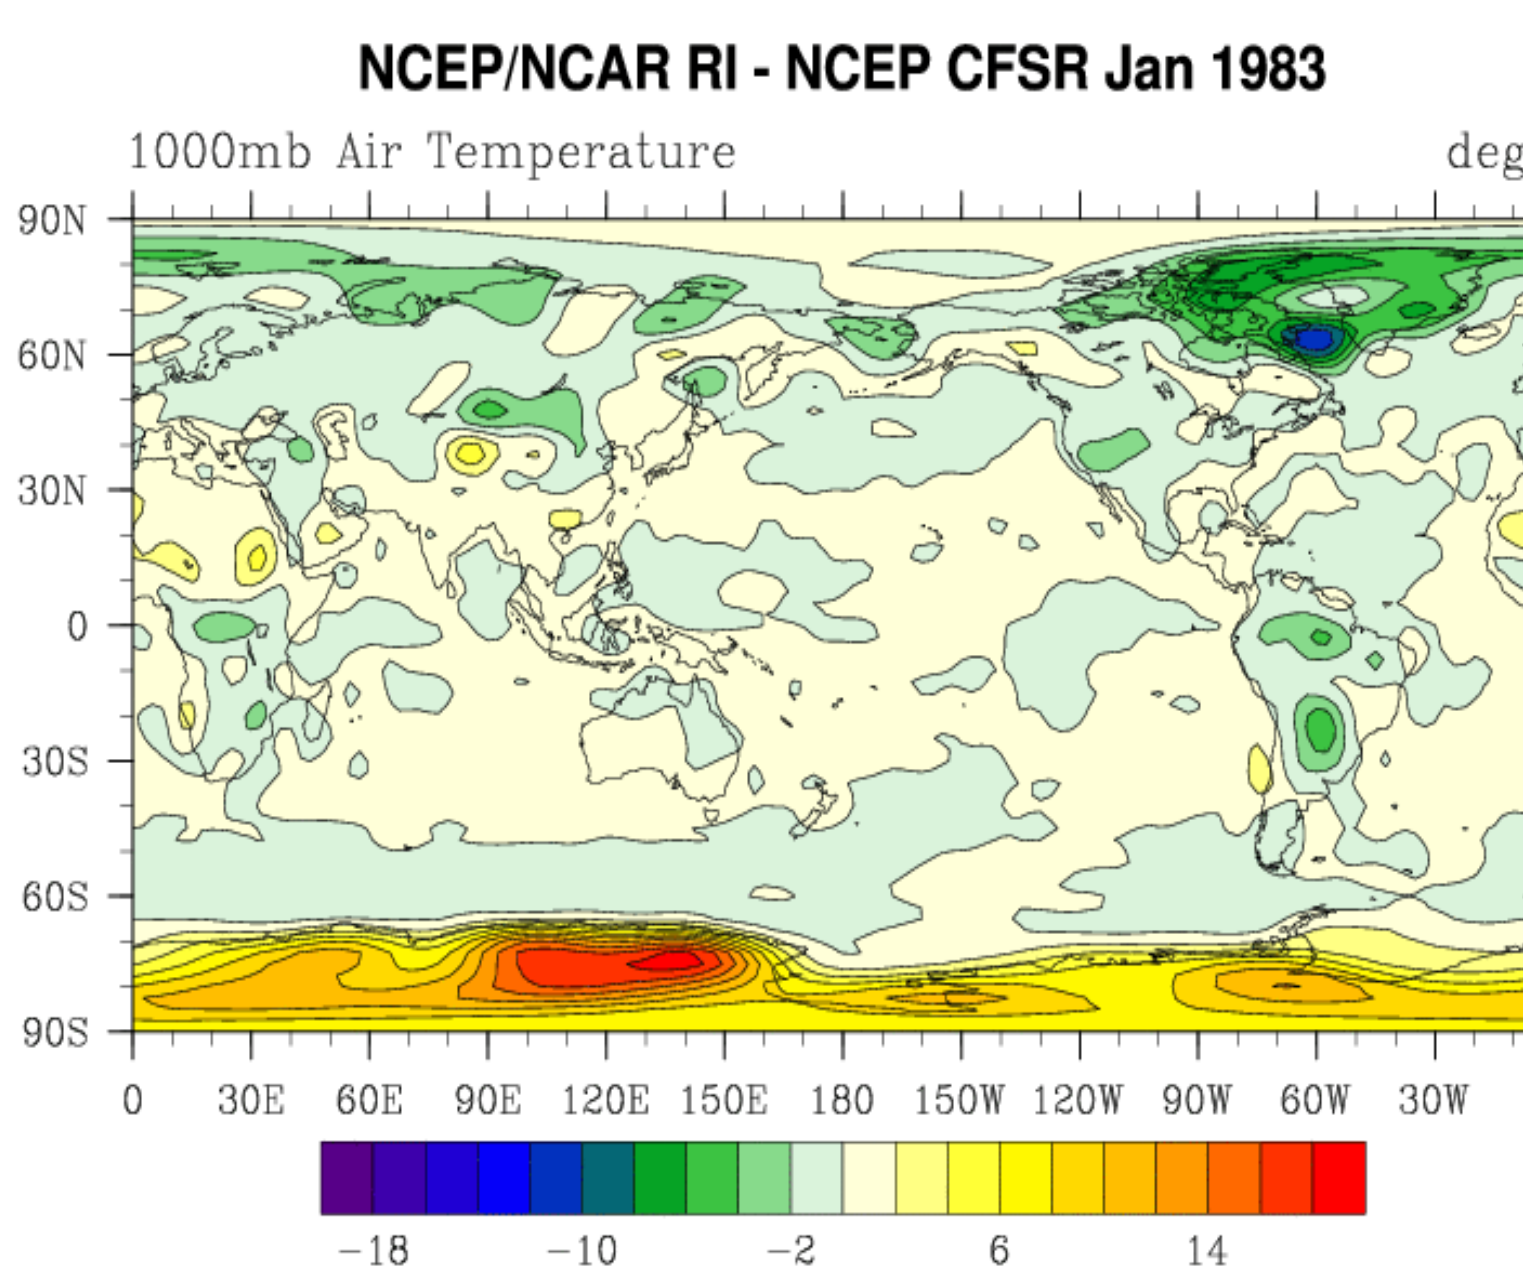 NCEP/NCAR RI - NCEP CFSR Jan 1983
1000mb Air Temperature deg
90N
60N
30N
0
30S
60S
90S
0 30E 60E 90E 120E 150E 180 150W 120W 90W 60W 30W
-18 -10 -2 6 14